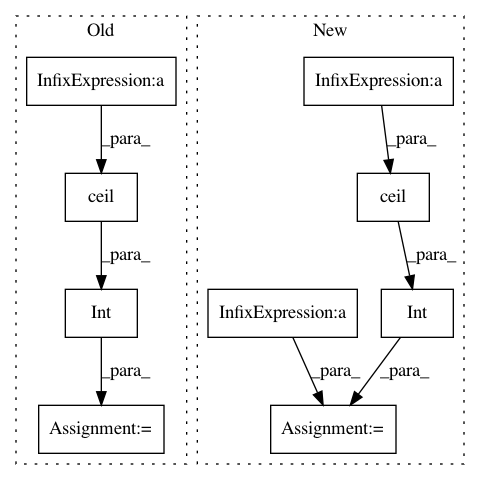 Old
New
InfixExpression:a
InfixExpression:a
_para_
_para_
ceil
ceil
_para_
_para_
Int
InfixExpression:a
Int
_para_
_para_
_para_
Assignment:=
Assignment:=